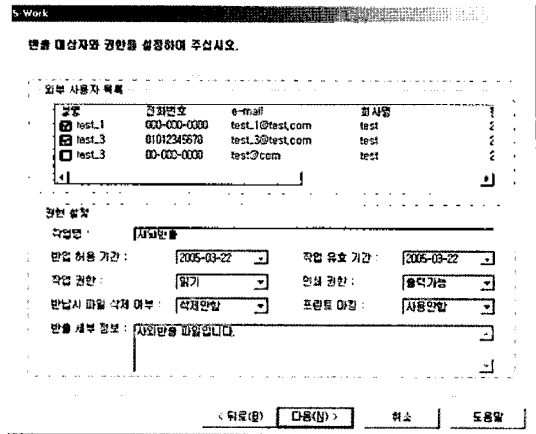 S-Work
반출 대상자와 권한을 설정하여 주십시오.
외부 사용자 목록
성명 전화번호 e-mail 회사명
test_1 000-000-0000 test_1@test.com test 2
test_3 01012345678 test_3@test.com test 2
test_3 00-000-0000 test@com test 2
권한 설정
작업명 : 사외반출
반입 허용 기간 : 2005-03-22 작업 유효 기간 : 2005-03-22
작업 권한 : 읽기 인쇄 권한 : 출력가능
반납시 파일 삭제 여부 : 삭제안함 프린트 마킹 : 사용안함
반출 세부 정보 : 사외반출 파일입니다.
< 뒤로(B) 다음(N) > 취소 도움말